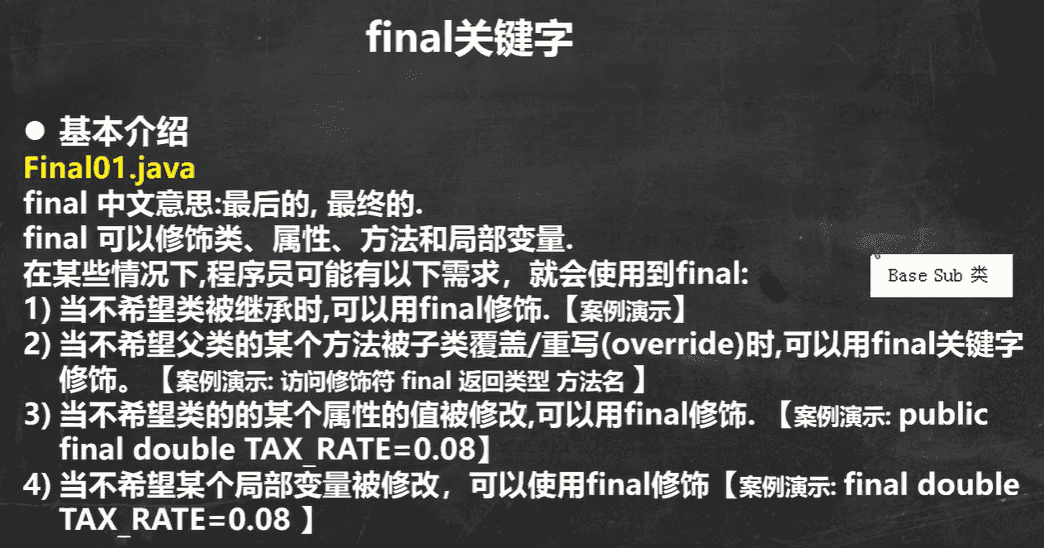 final关键字
● 基本介绍
Final01.java
final 中文意思:最后的, 最终的.
final 可以修饰类、属性、方法和局部变量.
在某些情况下,程序员可能有以下需求，就会使用到final:
Base Sub 类
1) 当不希望类被继承时,可以用final修饰.【案例演示】
2) 当不希望父类的某个方法被子类覆盖/重写(override)时,可以用final关键字
修饰。【案例演示: 访问修饰符 final 返回类型 方法名 】
3) 当不希望类的的某个属性的值被修改,可以用final修饰. 【案例演示: public
final double TAX_RATE=0.08】
4) 当不希望某个局部变量被修改，可以使用final修饰【案例演示: final double
TAX_RATE=0.08 】